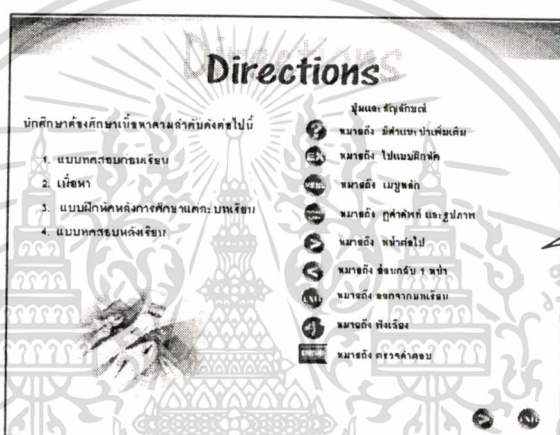 Directions
นักศึกษาต้องศึกษาเนื้อหาตามลำดับดังต่อไปนี้
1. แบบทดสอบก่อนเรียน
2. เนื้อหา
3. แบบฝึกหัดหลังการศึกษาแต่ละบทเรียน
4. แบบทดสอบหลังเรียน
ปุ่มและสัญลักษณ์
? หมายถึง มีคำแนะนำเพิ่มเติม
EX หมายถึง ไปแบบฝึกหัด
MENU หมายถึง เมนูหลัก
หมายถึง ดูคำศัพท์ และรูปภาพ
> หมายถึง หน้าต่อไป
< หมายถึง ย้อนกลับ 1 หน้า
EXIT หมายถึง ออกจากบทเรียน
หมายถึง ฟังเสียง
CHECK หมายถึง ตรวจคำตอบ
> EXIT